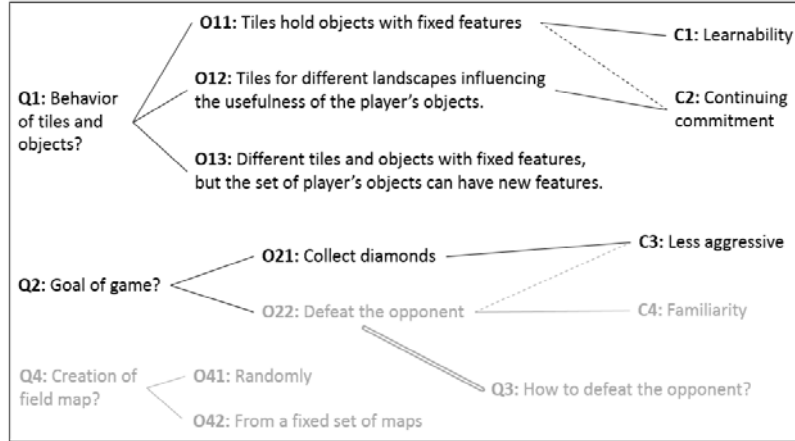 O11: Tiles hold objects with fixed features
C1: Learnability
O12: Tiles for different landscapes influencing
the usefulness of the player's objects.
Q1: Behavior
of tiles and
objects?
C2: Continuing
commitment
O13: Different tiles and objects with fixed features,
but the set of player's objects can have new features.
O21: Collect diamonds
C3: Less aggressive
Q2: Goal of game?
O22: Defeat the opponent
C4: Familiarity
Q4: Creation of
field map?
O41: Randomly
Q3: How to defeat the opponent?
O42: From a fixed set of maps